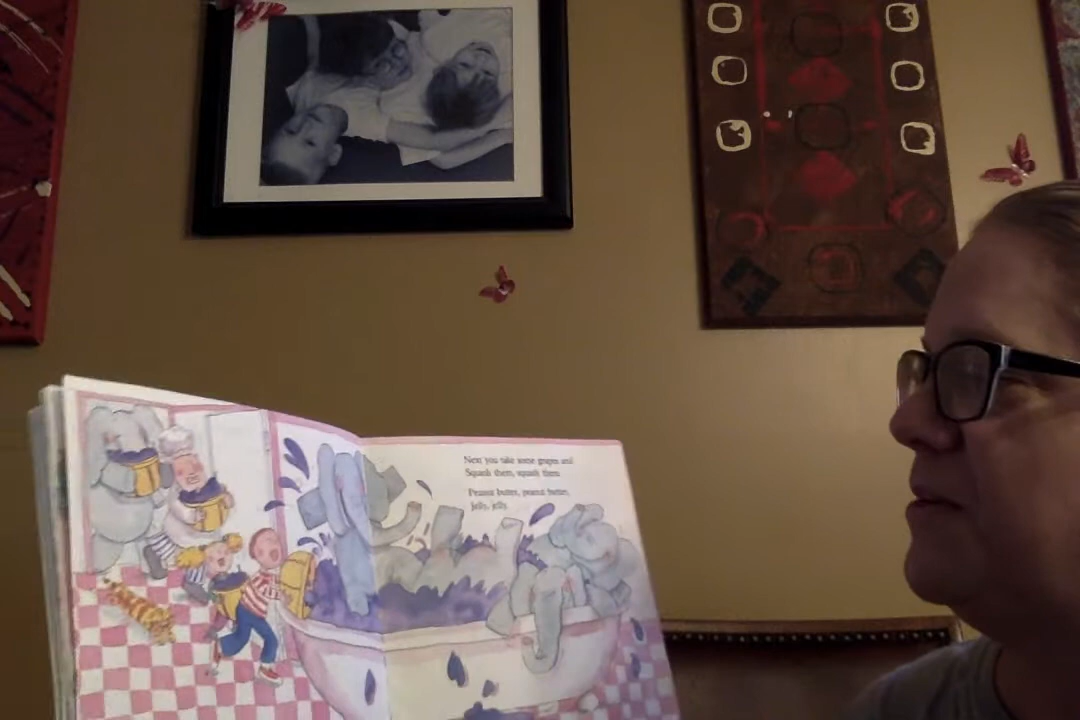 Next you take some grapes and
Squash them, squash them.
Peanut butter, peanut butter,
Jelly, jelly.